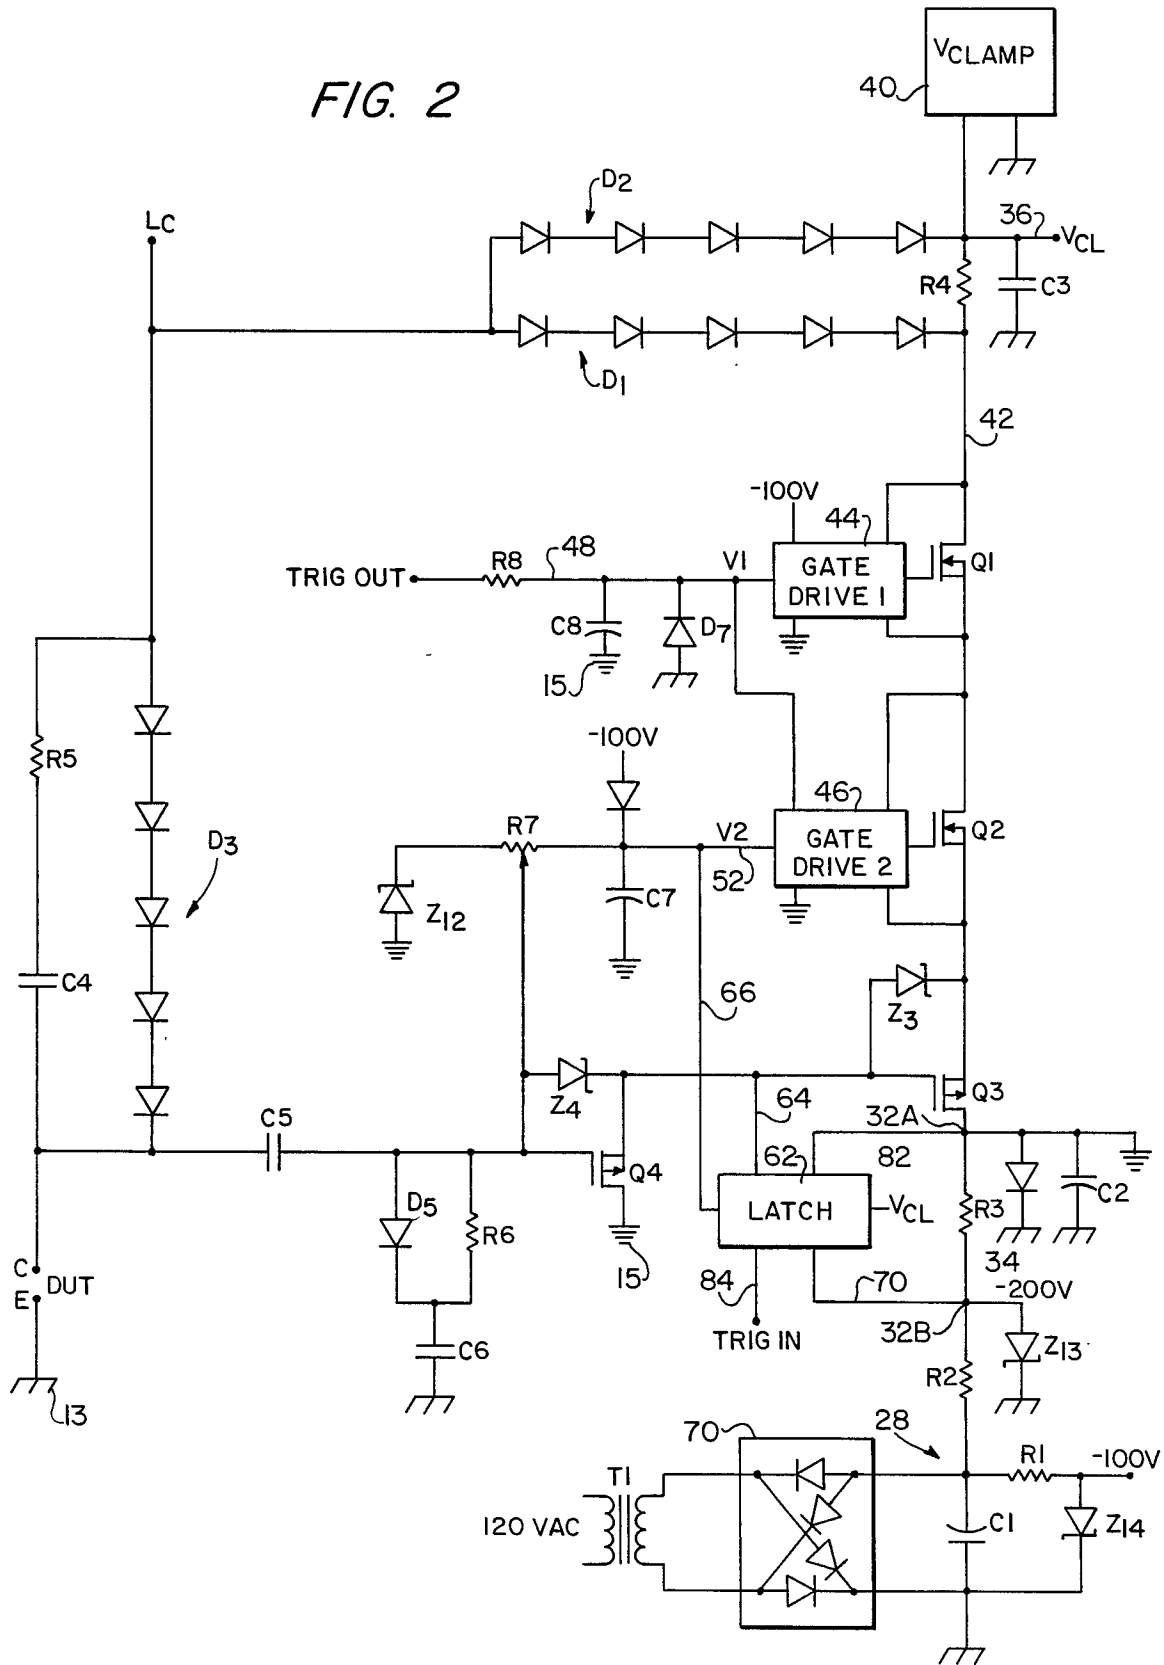 FIG. 2
VCLAMP
40
D2
LC
36
VCL
R4
C3
D1
42
-100V
44
48
R8
V1
Q1
TRIG OUT
GATE
DRIVE 1
C8
D7
15
-100V
R5
46
R7
V2
Q2
D3
GATE
DRIVE 2
52
C7
Z12
C4
66
Z3
Z4
Q3
64
32A
C5
62
82
Q4
C2
D5
LATCH
VCL
R3
R6
C
DUT
34
E
15
84
70
-200V
TRIG IN
32B
C6
Z13
R2
13
70
28
R1
-100V
T1
120 VAC
C1
Z14